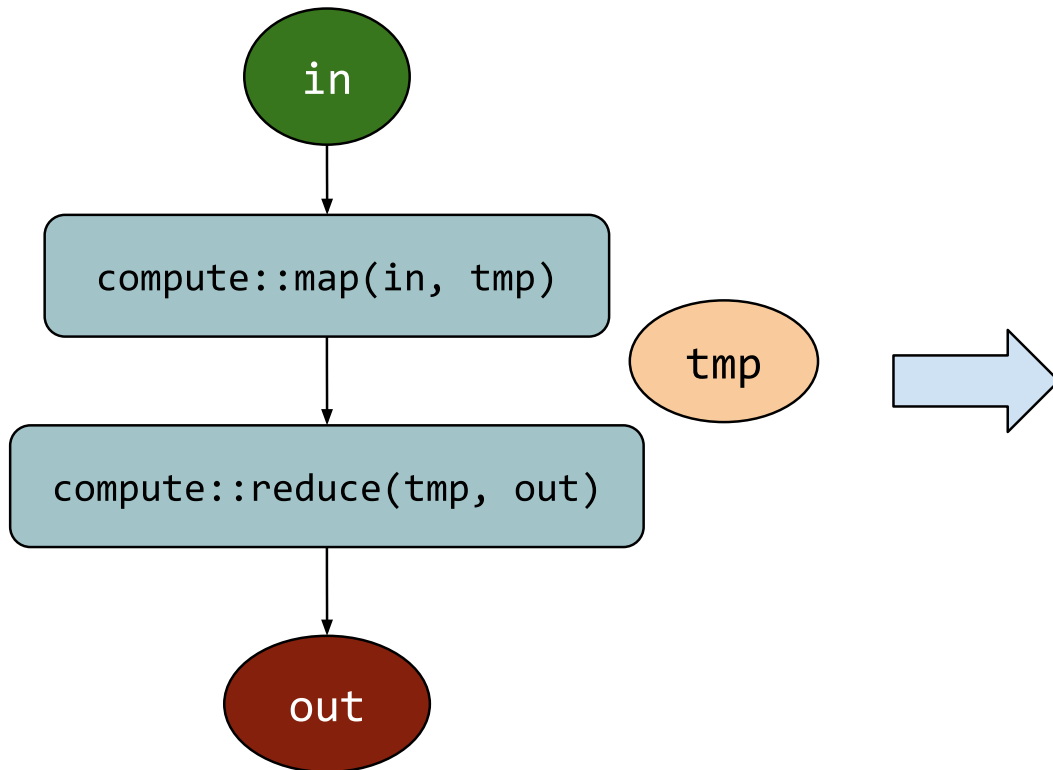 in
compute::map(in, tmp)
tmp
compute::reduce(tmp, out)
out